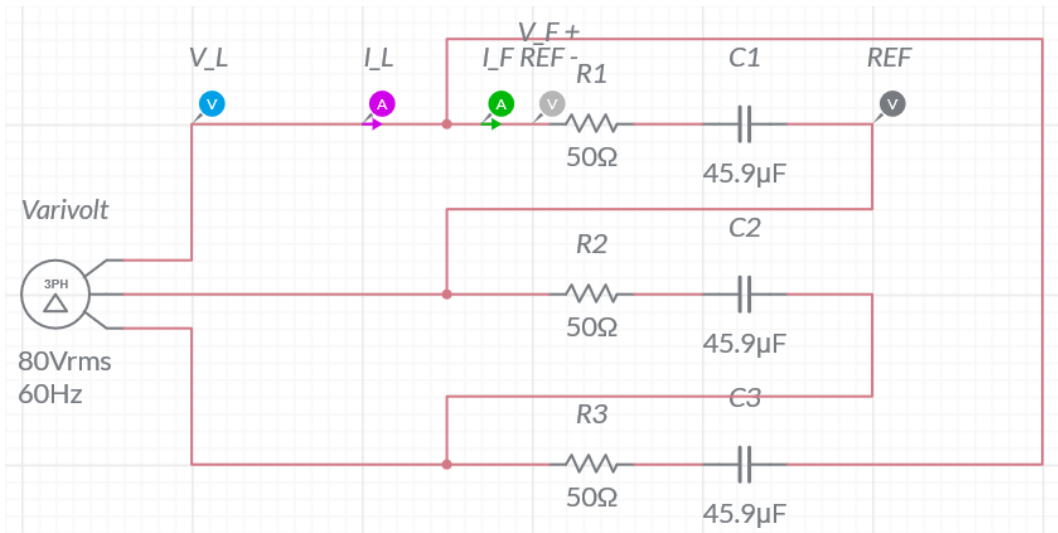 V_F +
V_L
I_L
I_F
REF -
R1
C1
REF
V
A
A
V
V
50Ω
45.9µF
Varivolt
R2
C2
3PH
50Ω
45.9µF
80Vrms
60Hz
R3
C3
50Ω
45.9µF